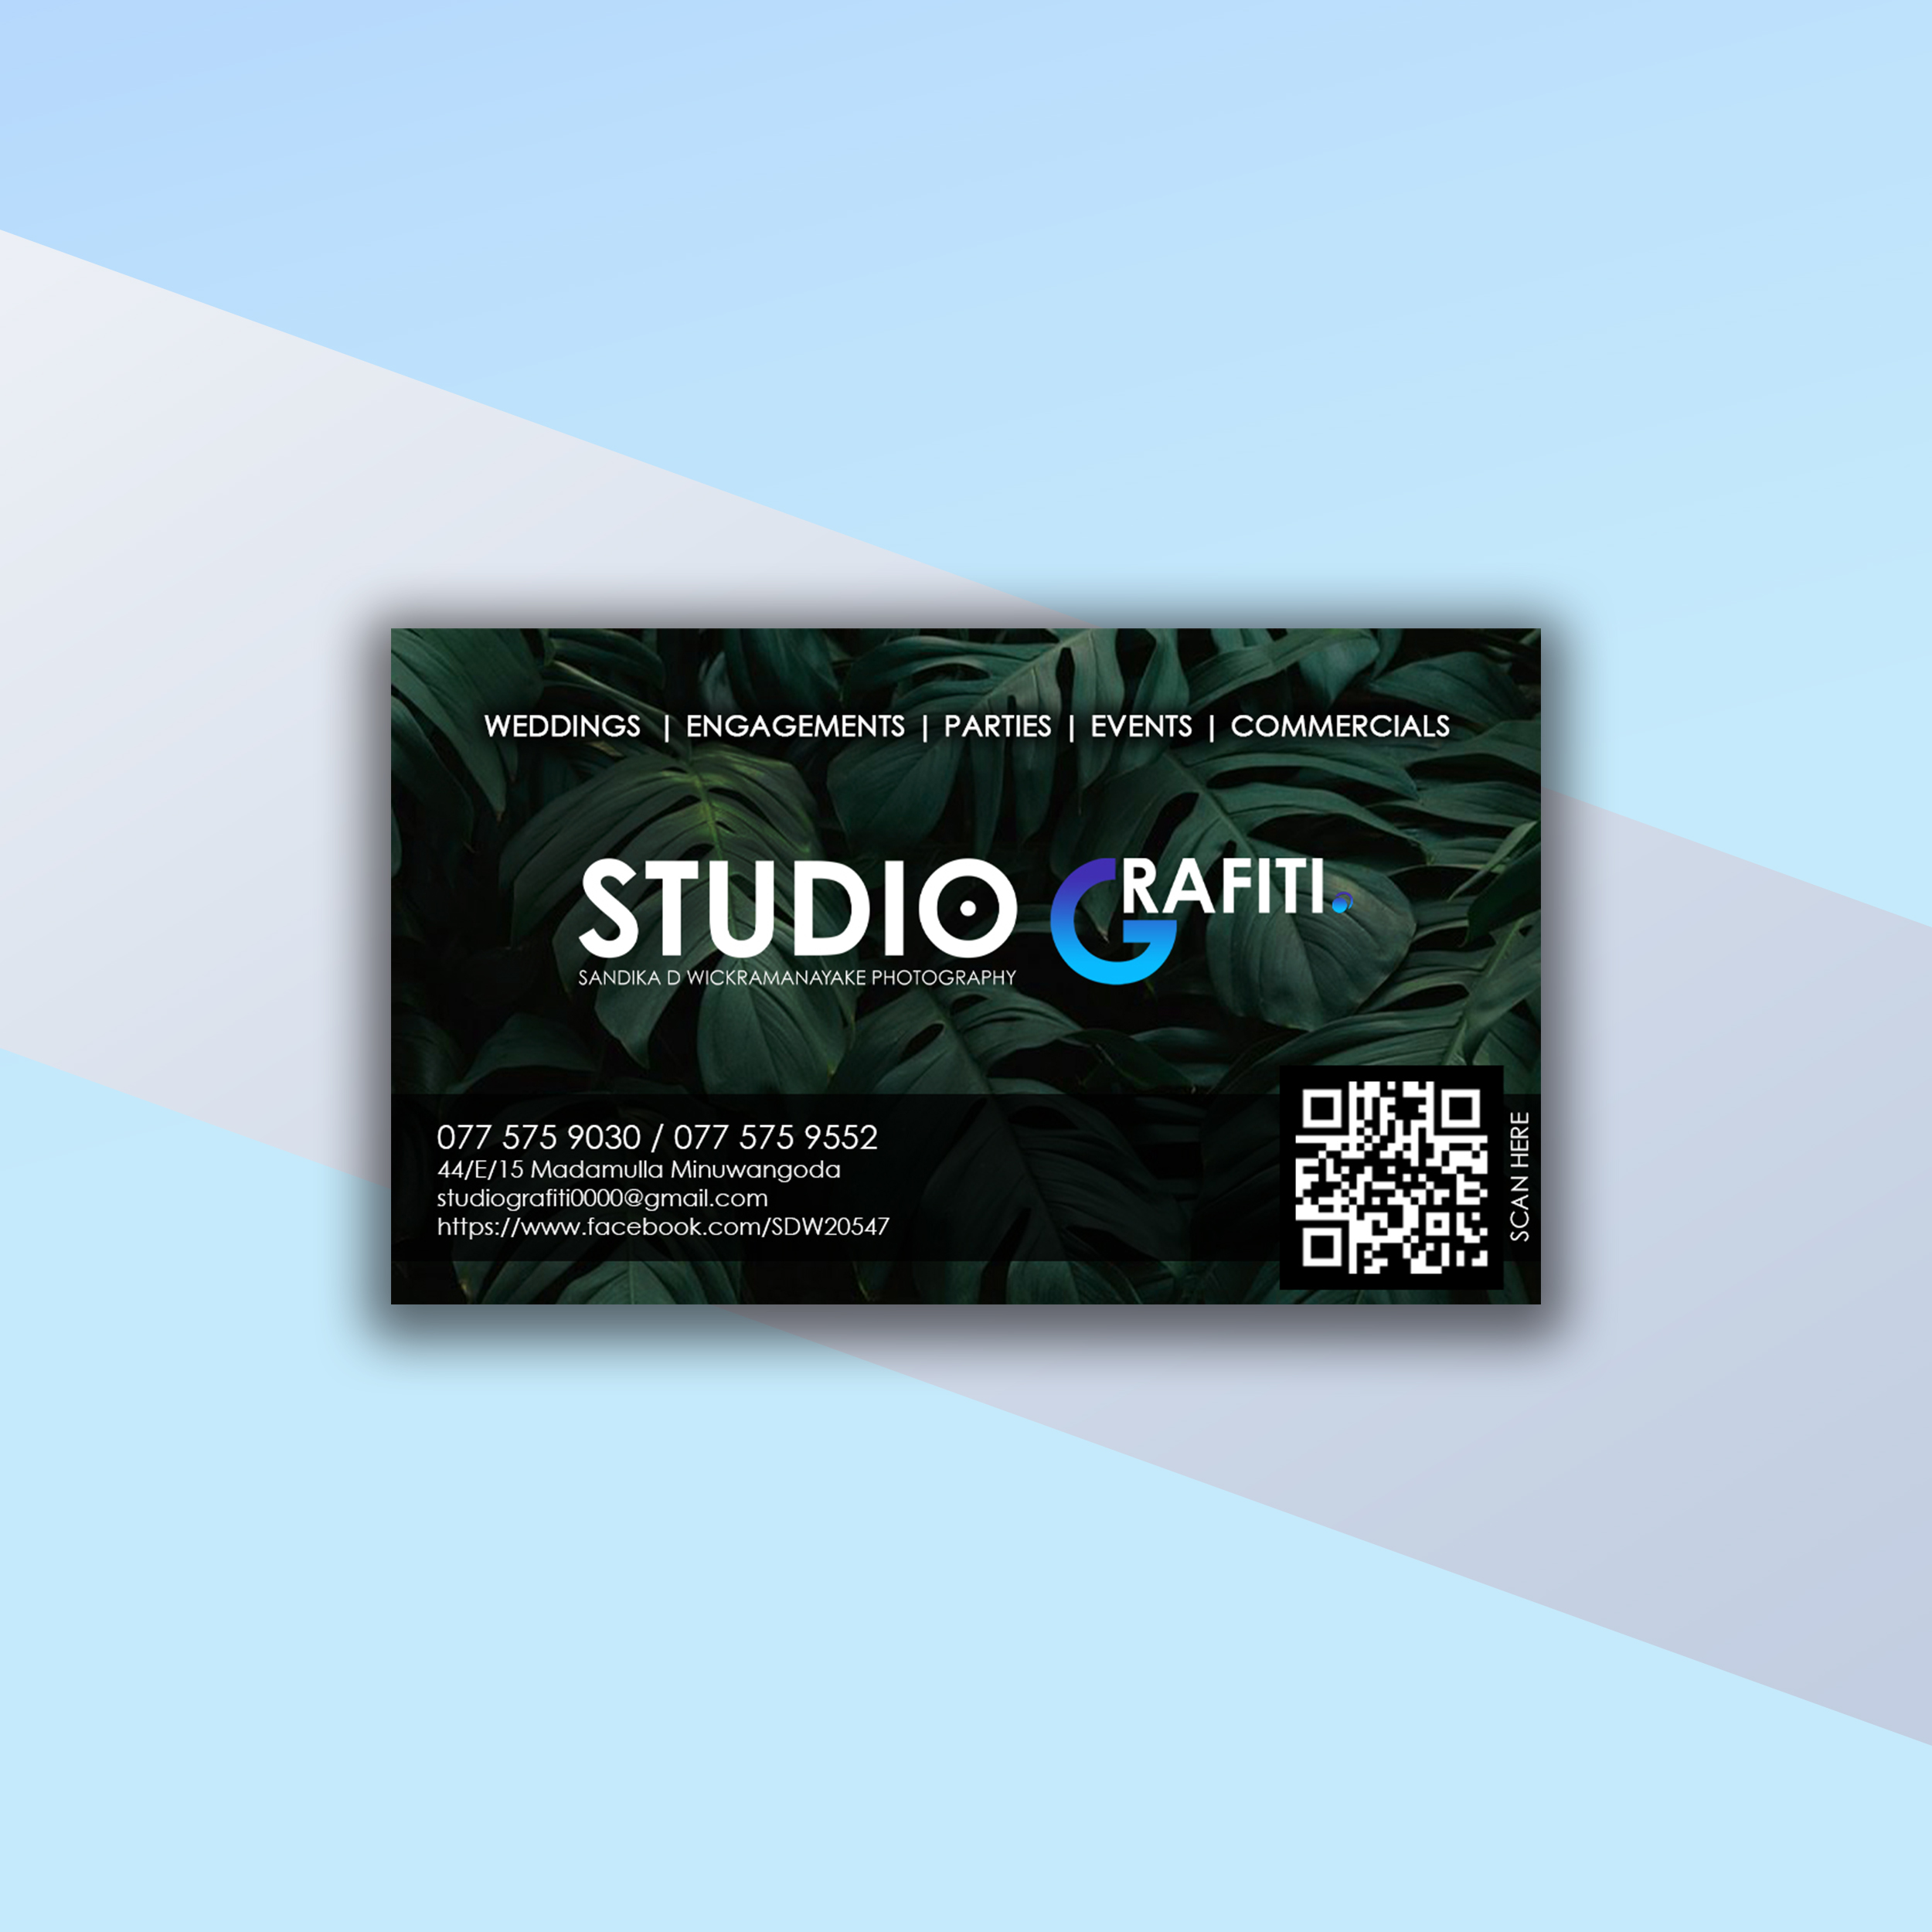 WEDDINGS | ENGAGEMENTS | PARTIES | EVENTS | COMMERCIALS
STUDIO GRAFITI.
SANDIKA D WICKRAMANAYAKE PHOTOGRAPHY
077 575 9030 / 077 575 9552
44/E/15 Madamulla Minuwangoda
studiografiti0000@gmail.com
https://www.facebook.com/SDW20547
SCAN HERE